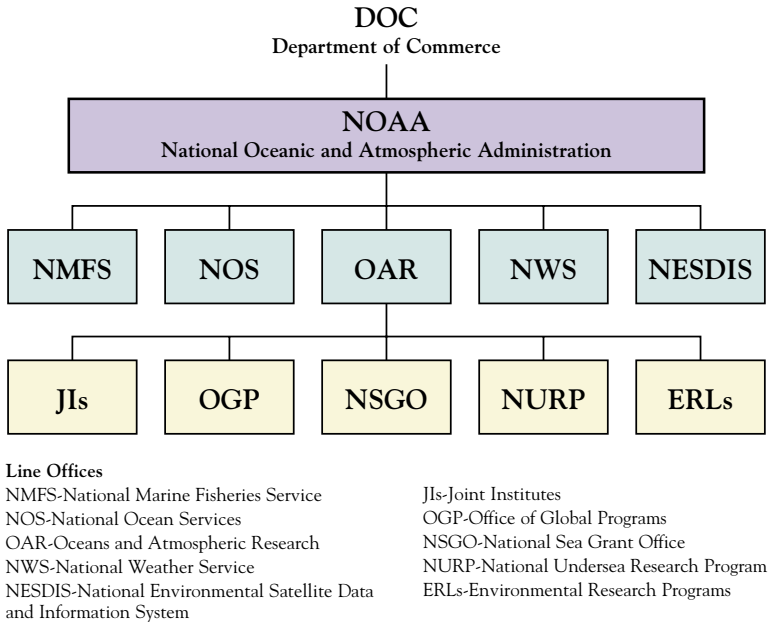 DOC
Department of Commerce
NOAA
National Oceanic and Atmospheric Administration
NMFS
NOS
OAR
NWS
NESDIS
JIs
OGP
NSGO
NURP
ERLs
Line Offices
NMFS-National Marine Fisheries Service
NOS-National Ocean Services
OAR-Oceans and Atmospheric Research
NWS-National Weather Service
NESDIS-National Environmental Satellite Data
and Information System
JIs-Joint Institutes
OGP-Office of Global Programs
NSGO-National Sea Grant Office
NURP-National Undersea Research Program
ERLs-Environmental Research Programs